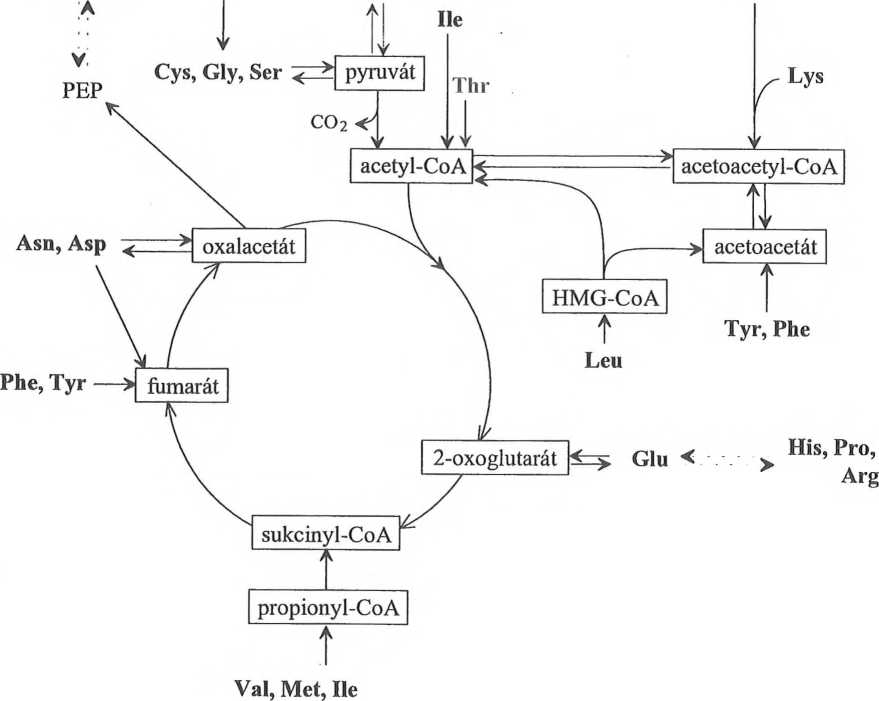 Ile
Cys, Gly, Ser
pyruvát
Thr
Lys
PEP
CO2
acetyl-CoA
acetoacetyl-CoA
Asn, Asp
oxalacetát
acetoacetát
HMG-CoA
Tyr, Phe
Leu
Phe, Tyr
fumarát
2-oxoglutarát
Glu
His, Pro,
Arg
sukcinyl-CoA
propionyl-CoA
Val, Met, Ile